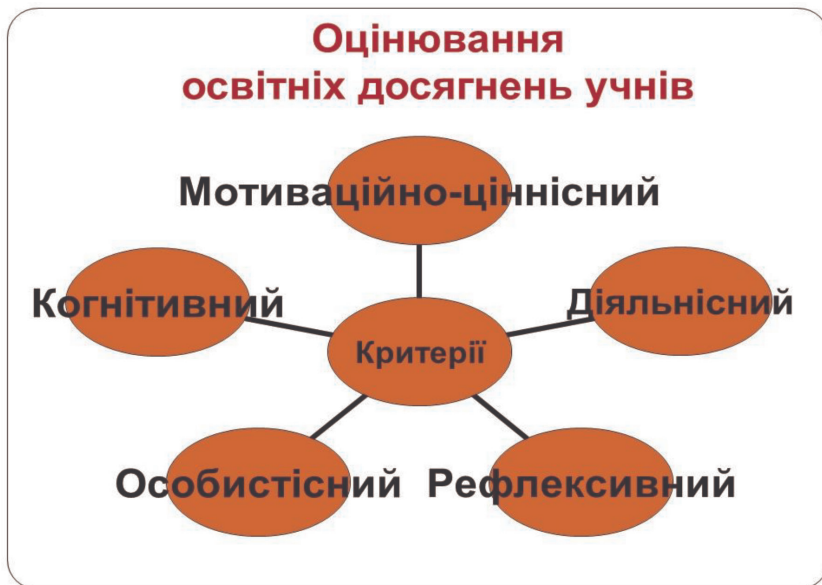 Оцінювання
освітніх досягнень учнів
Мотиваційно-ціннісний
Когнітивний
Діяльнісний
Критерії
Особистісний
Рефлексивний